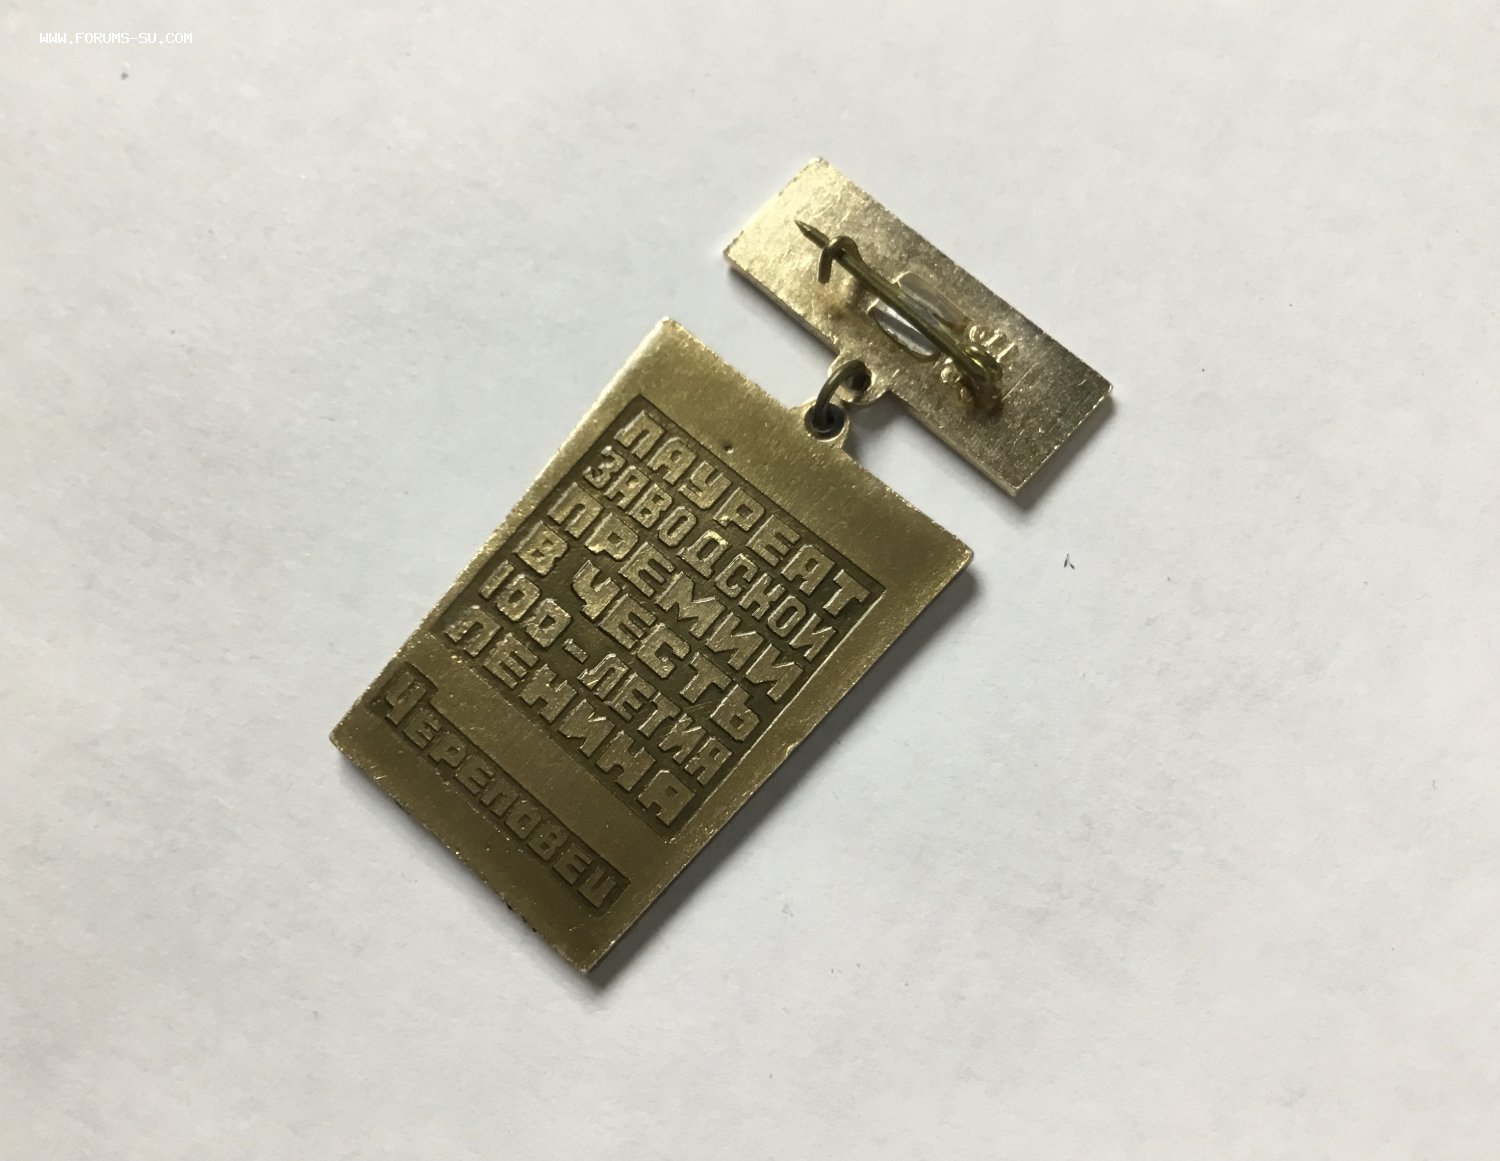 WWW.FORUMS-SU.COM
ЛАУРЕАТ
ЗАВОДСКОЙ
ПРЕМИИ
В ЧЕСТЬ
100-ЛЕТИЯ
ЛЕНИНА
ЧЕРЕПОВЕЦ